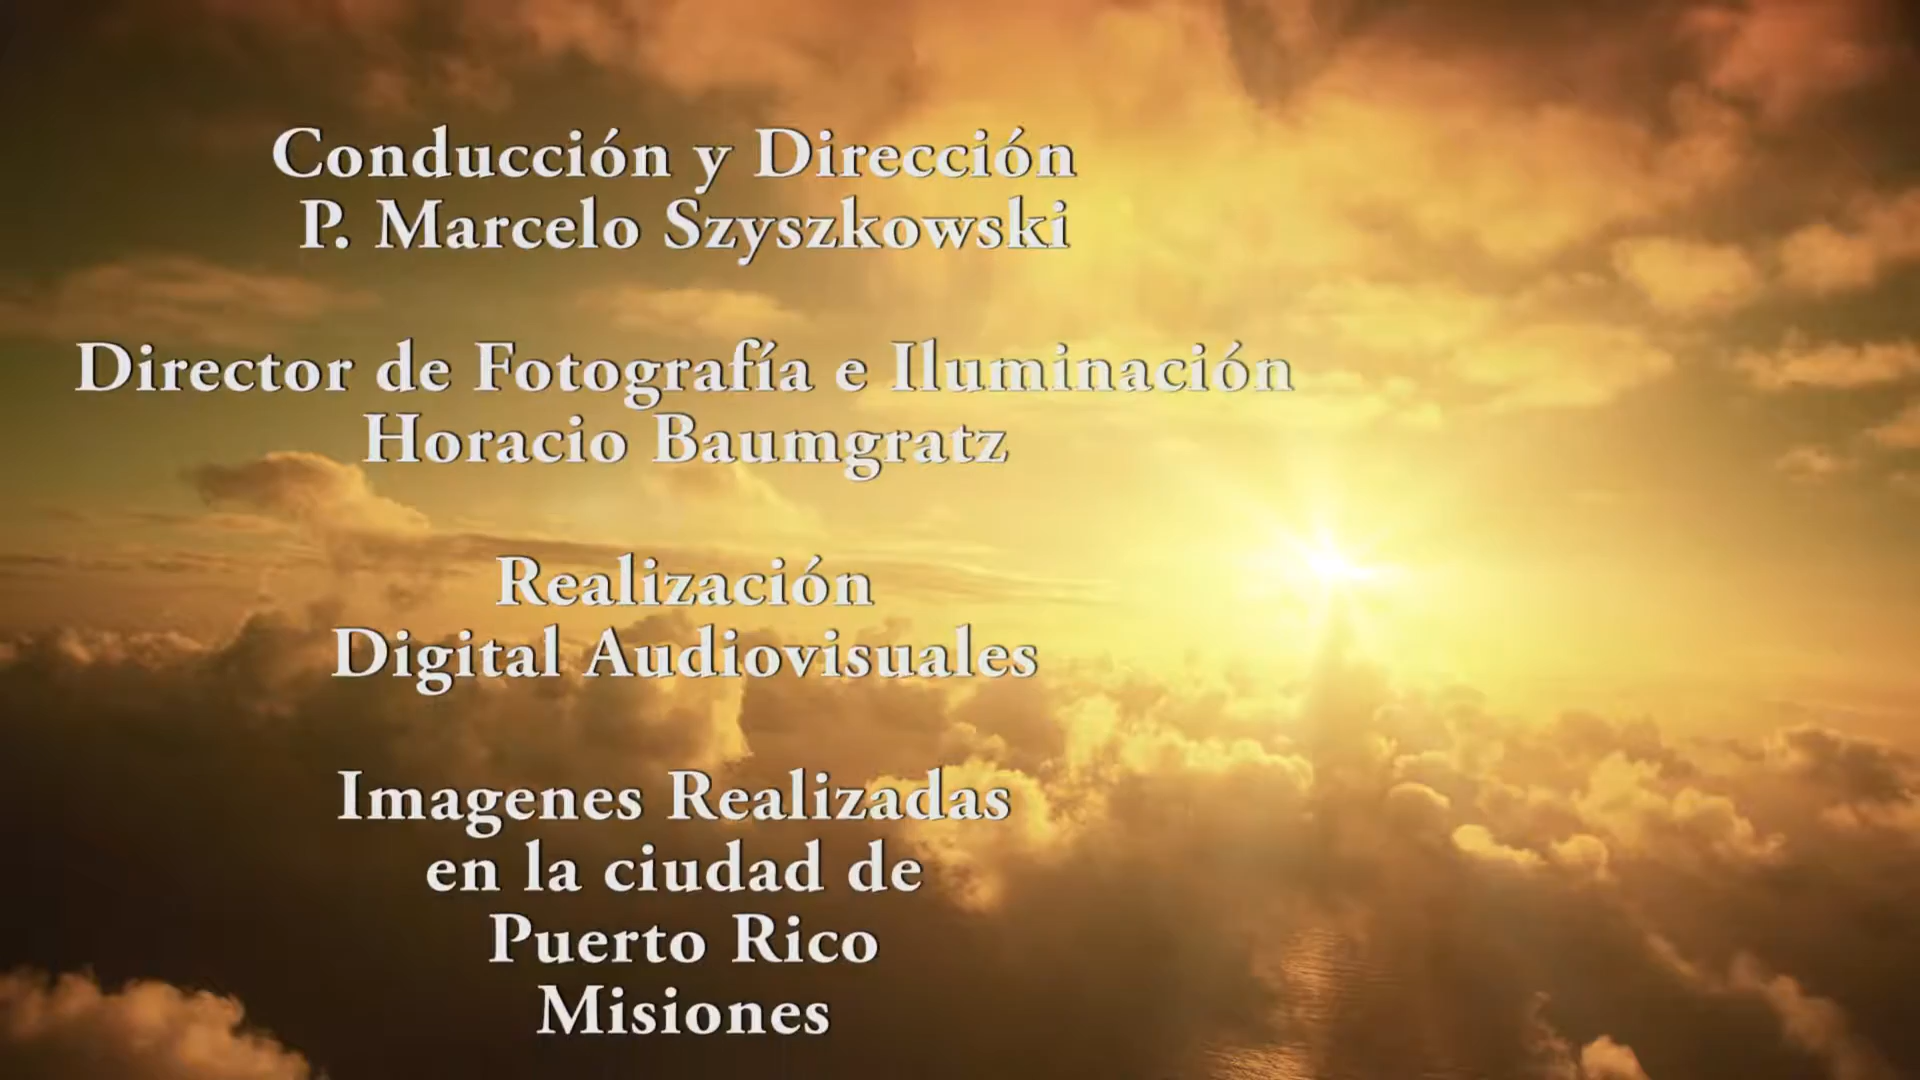 Conducción y Dirección
P. Marcelo Szyszkowski
Director de Fotografía e Iluminación
Horacio Baumgratz
Realización
Digital Audiovisuales
Imagenes Realizadas
en la ciudad de
Puerto Rico
Misiones